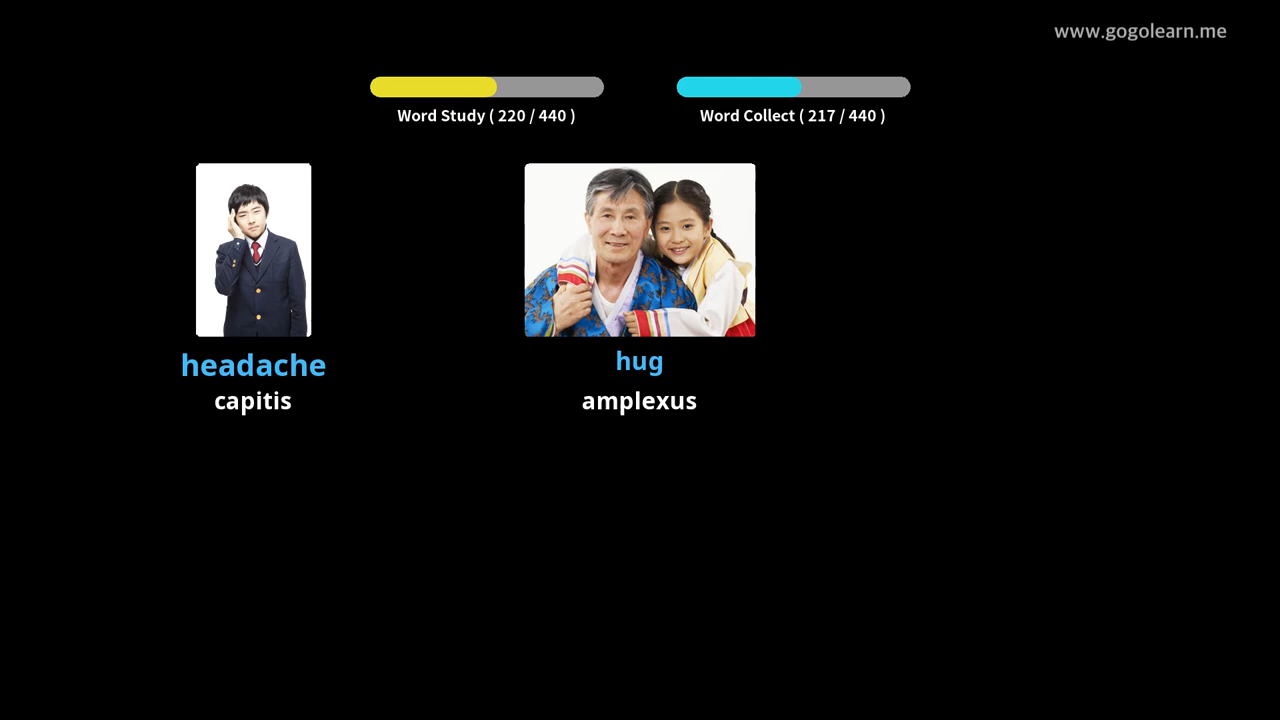 www.gogolearn.me
Word Study ( 220 / 440 )
Word Collect ( 217 / 440 )
headache
capitis
hug
amplexus